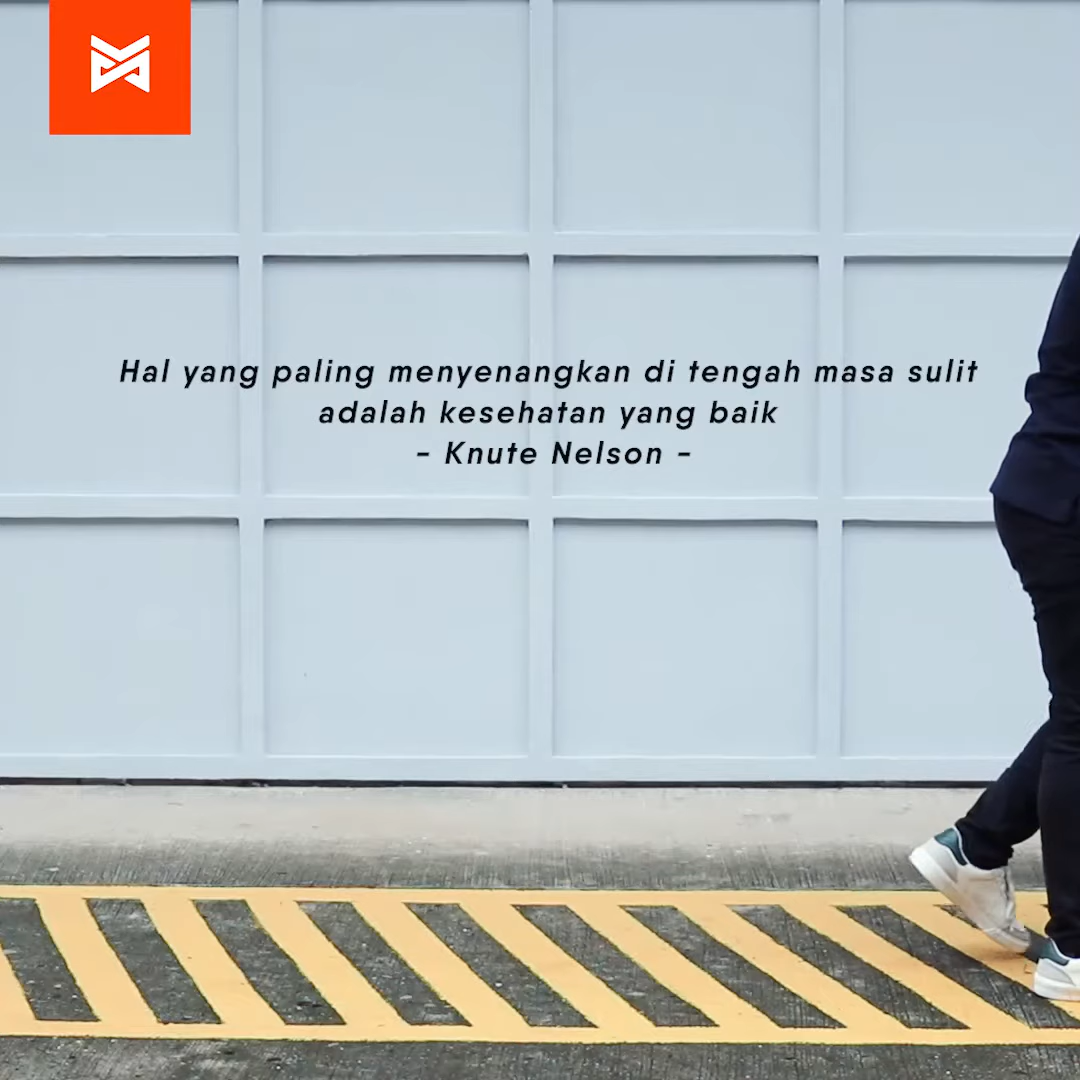 Hal yang paling menyenangkan di tengah masa sulit
adalah kesehatan yang baik
- Knute Nelson -